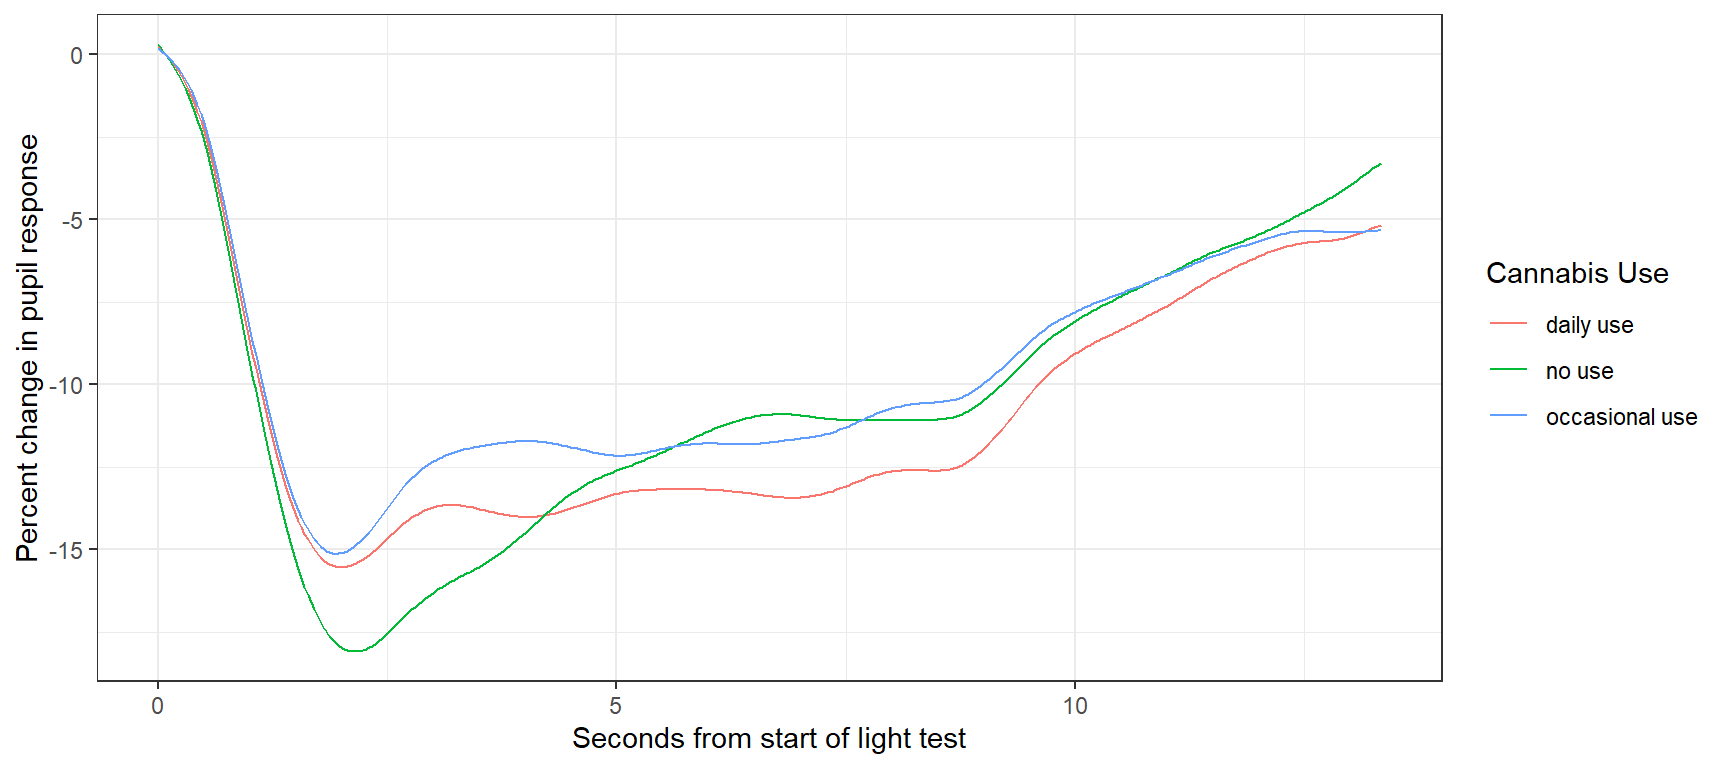 Percent change in pupil response
0
-5
-10
-15
0
5
10
Seconds from start of light test
Cannabis Use
daily use
no use
occasional use